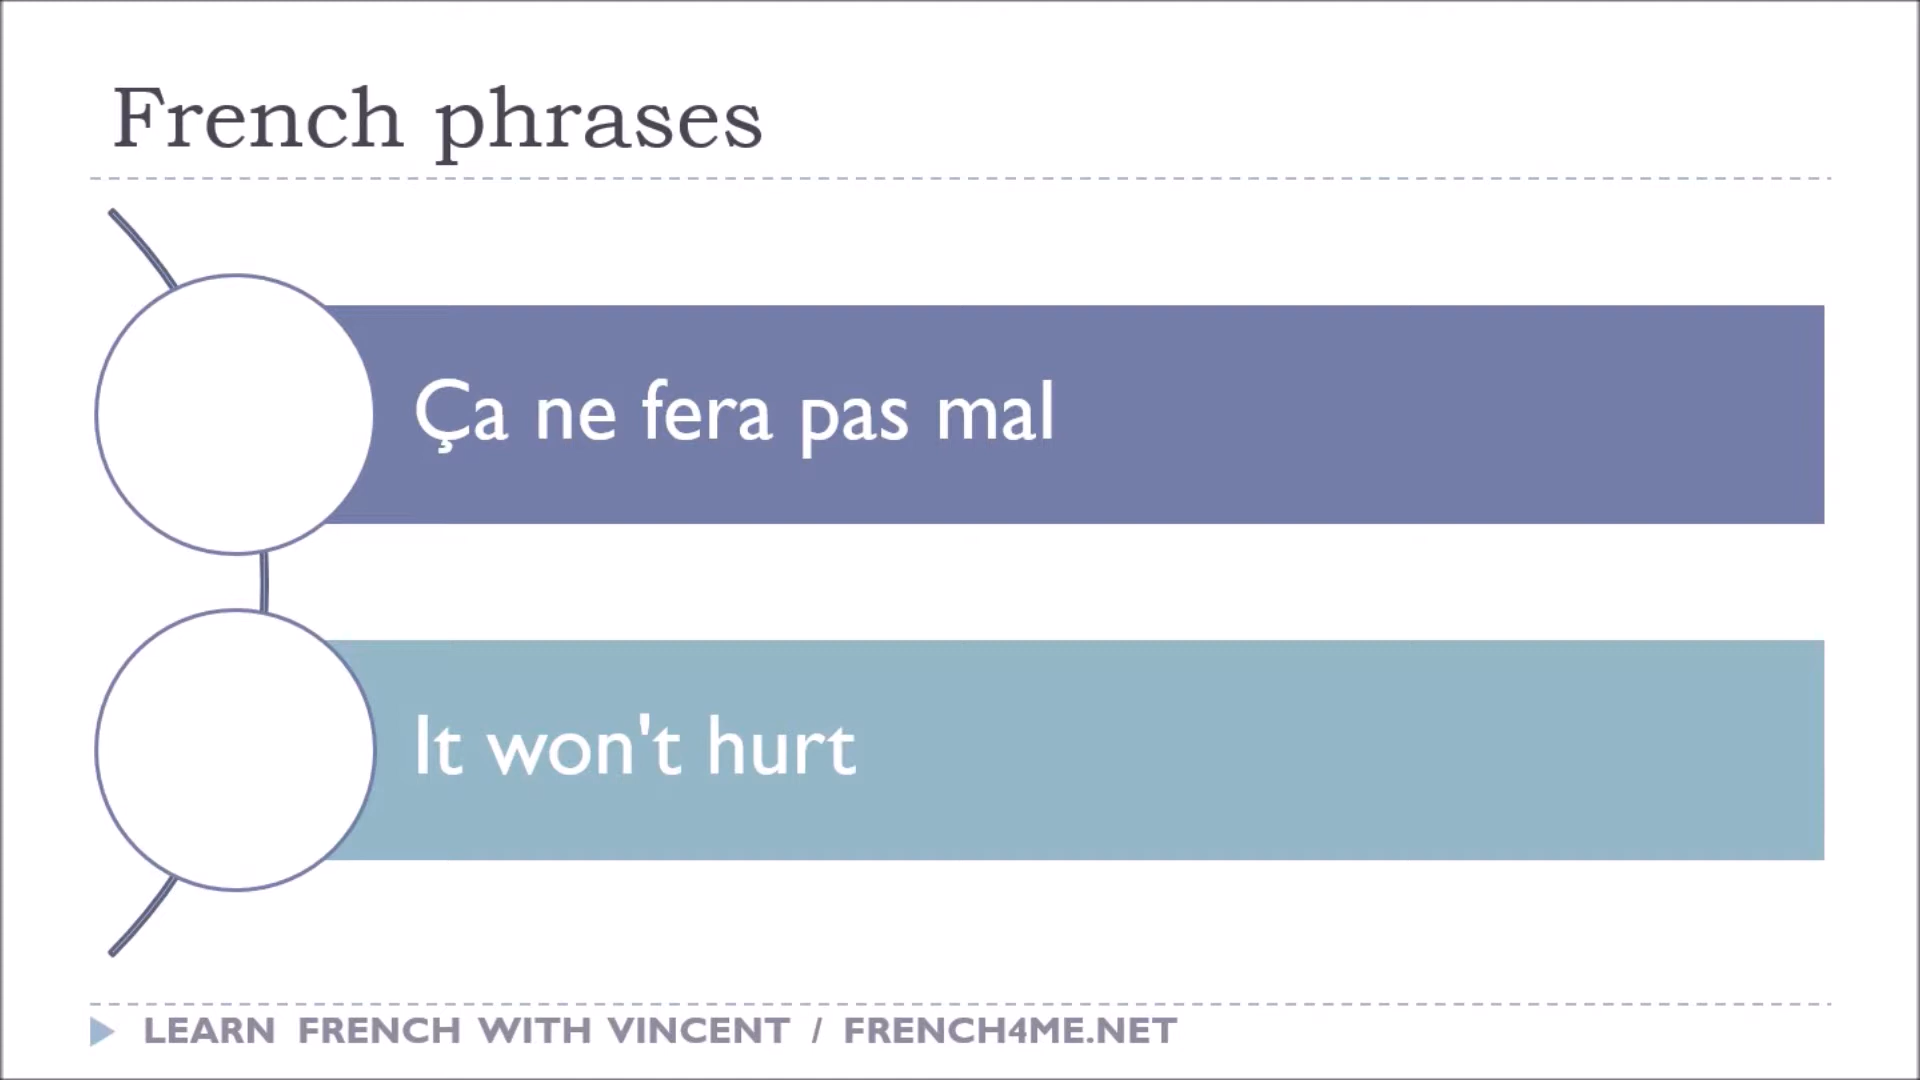 French phrases
Ça ne fera pas mal
It won't hurt
LEARN FRENCH WITH VINCENT / FRENCH4ME.NET